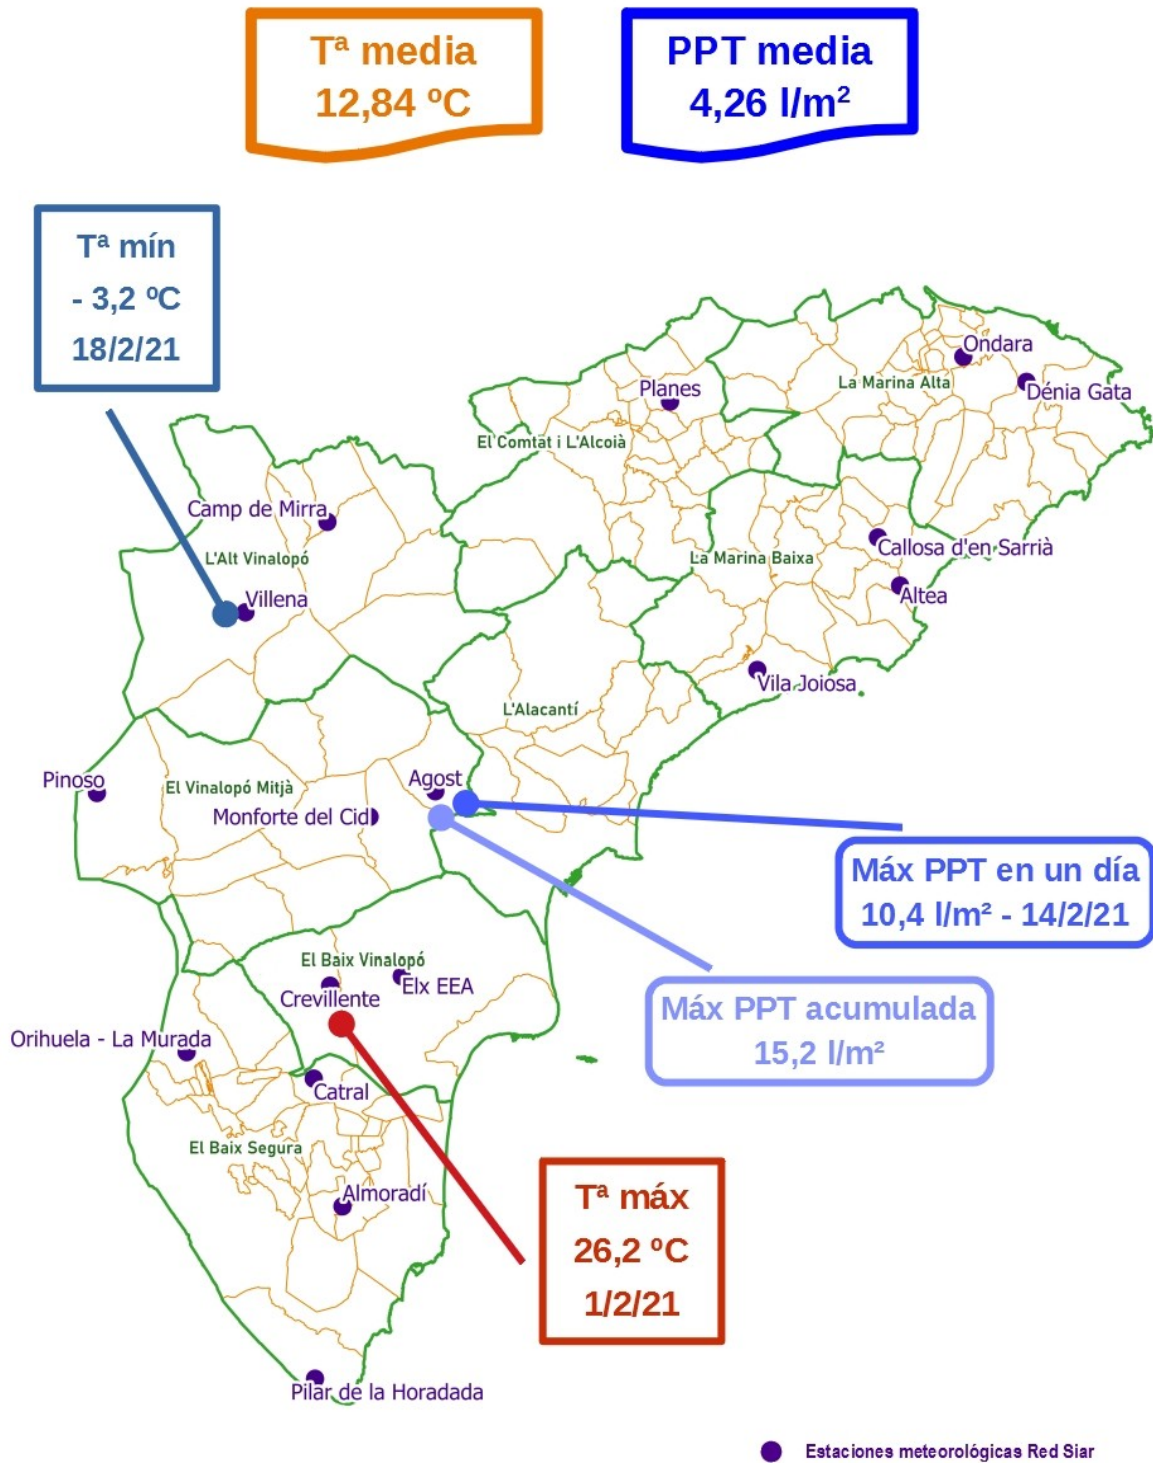 Tª media
12,84 ºC
PPT media
4,26 l/m²
Tª mín
- 3,2 ºC
18/2/21
Ondara
La Marina Alta
Dénia Gata
Planes
El Comtat i L'Alcoià
Camp de Mirra
L'Alt Vinalopó
Callosa d'en Sarrià
La Marina Baixa
Altea
Villena
Vila Joiosa
L'Alacantí
Pinoso
El Vinalopó Mitjà
Agost
Monforte del Cid
Máx PPT en un día
10,4 l/m² - 14/2/21
El Baix Vinalopó
Elx EEA
Crevillente
Máx PPT acumulada
15,2 l/m²
Orihuela - La Murada
Catral
El Baix Segura
Almoradí
Tª máx
26,2 ºC
1/2/21
Pilar de la Horadada
Estaciones meteorológicas Red Siar